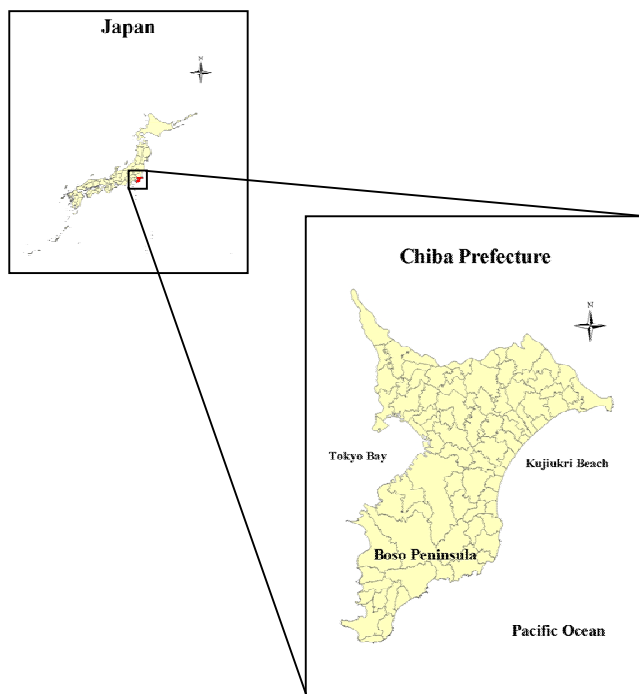 Japan
N
Chiba Prefecture
N
Tokyo Bay
Kujiukri Beach
Boso Peninsula
Pacific Ocean